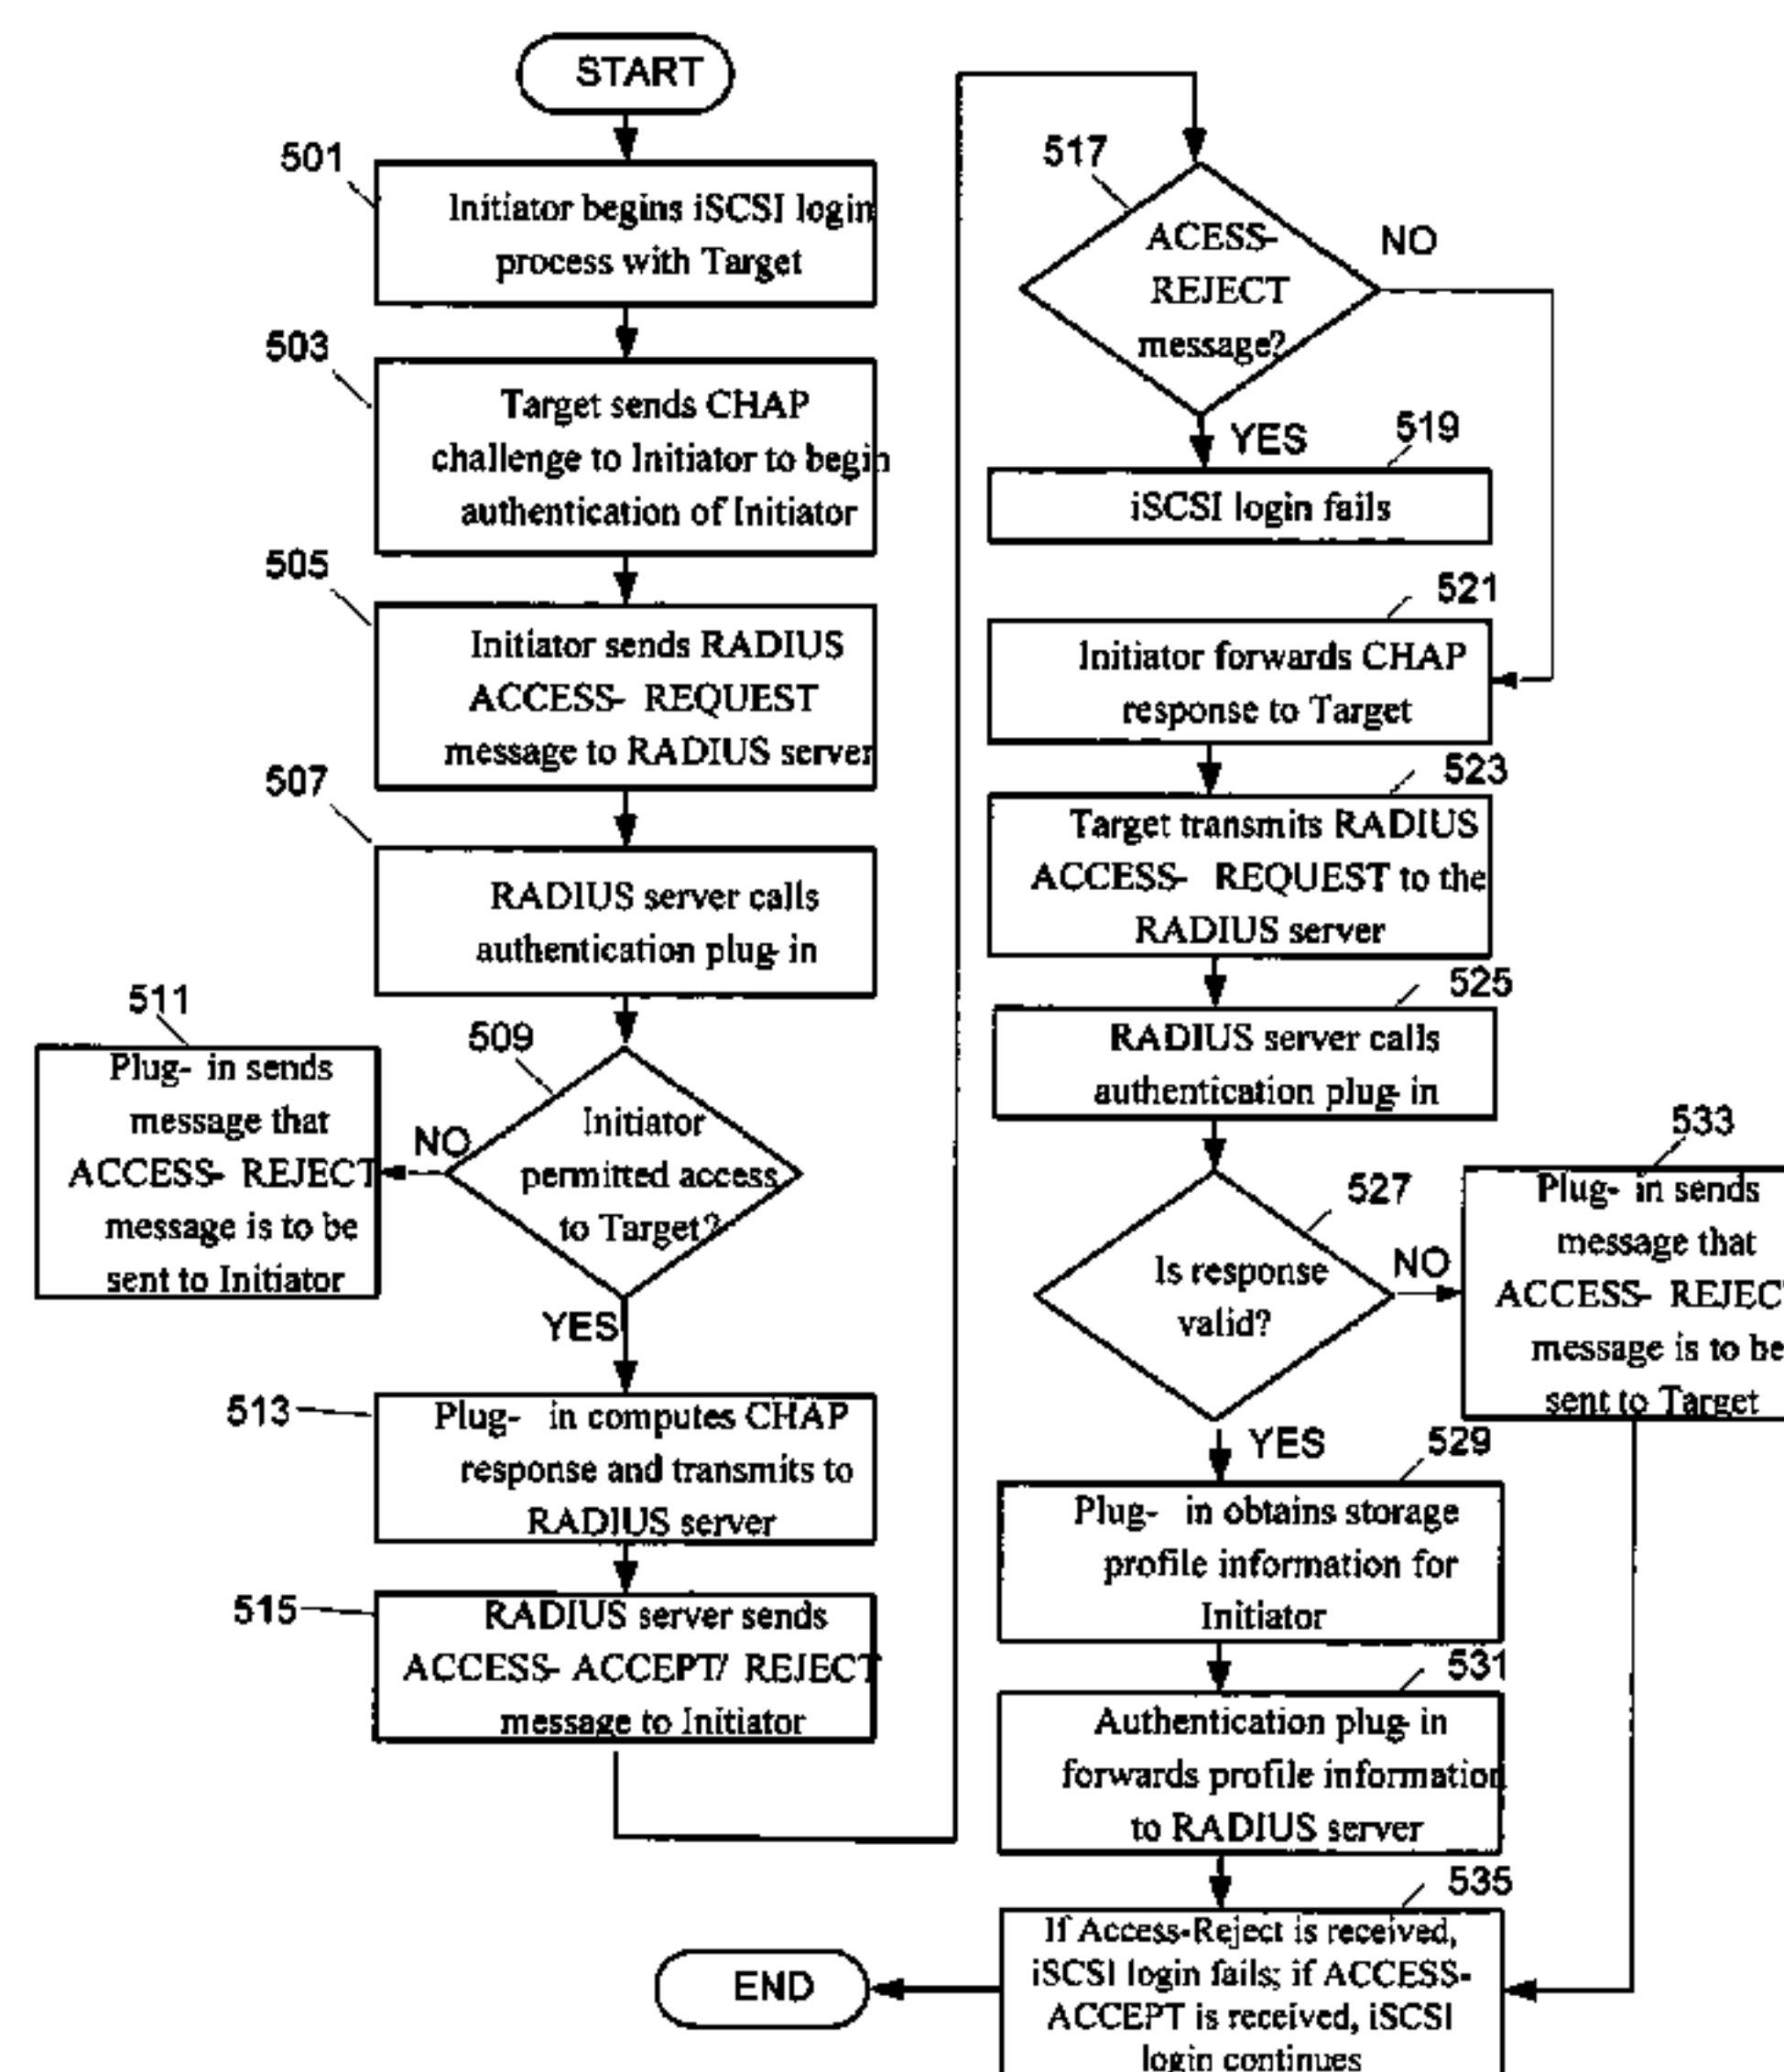 START
501
Initiator begins iSCSI login
process with Target
503
Target sends CHAP
challenge to Initiator to begin
authentication of Initiator
505
Initiator sends RADIUS
ACCESS- REQUEST
message to RADIUS server
507
RADIUS server calls
authentication plug-in
509
Initiator
permitted access
to Target?
NO
511
Plug- in sends
message that
ACCESS- REJECT
message is to be
sent to Initiator
YES
513
Plug- in computes CHAP
response and transmits to
RADIUS server
515
RADIUS server sends
ACCESS- ACCEPT/ REJECT
message to Initiator
517
ACESS-
REJECT
message?
NO
YES
519
iSCSI login fails
521
Initiator forwards CHAP
response to Target
523
Target transmits RADIUS
ACCESS- REQUEST to the
RADIUS server
525
RADIUS server calls
authentication plug-in
527
Is response
valid?
NO
533
Plug- in sends
message that
ACCESS- REJECT
message is to be
sent to Target
YES
529
Plug- in obtains storage
profile information for
Initiator
531
Authentication plug-in
forwards profile information
to RADIUS server
535
If Access-Reject is received,
iSCSI login fails; if ACCESS-
ACCEPT is received, iSCSI
login continues
END